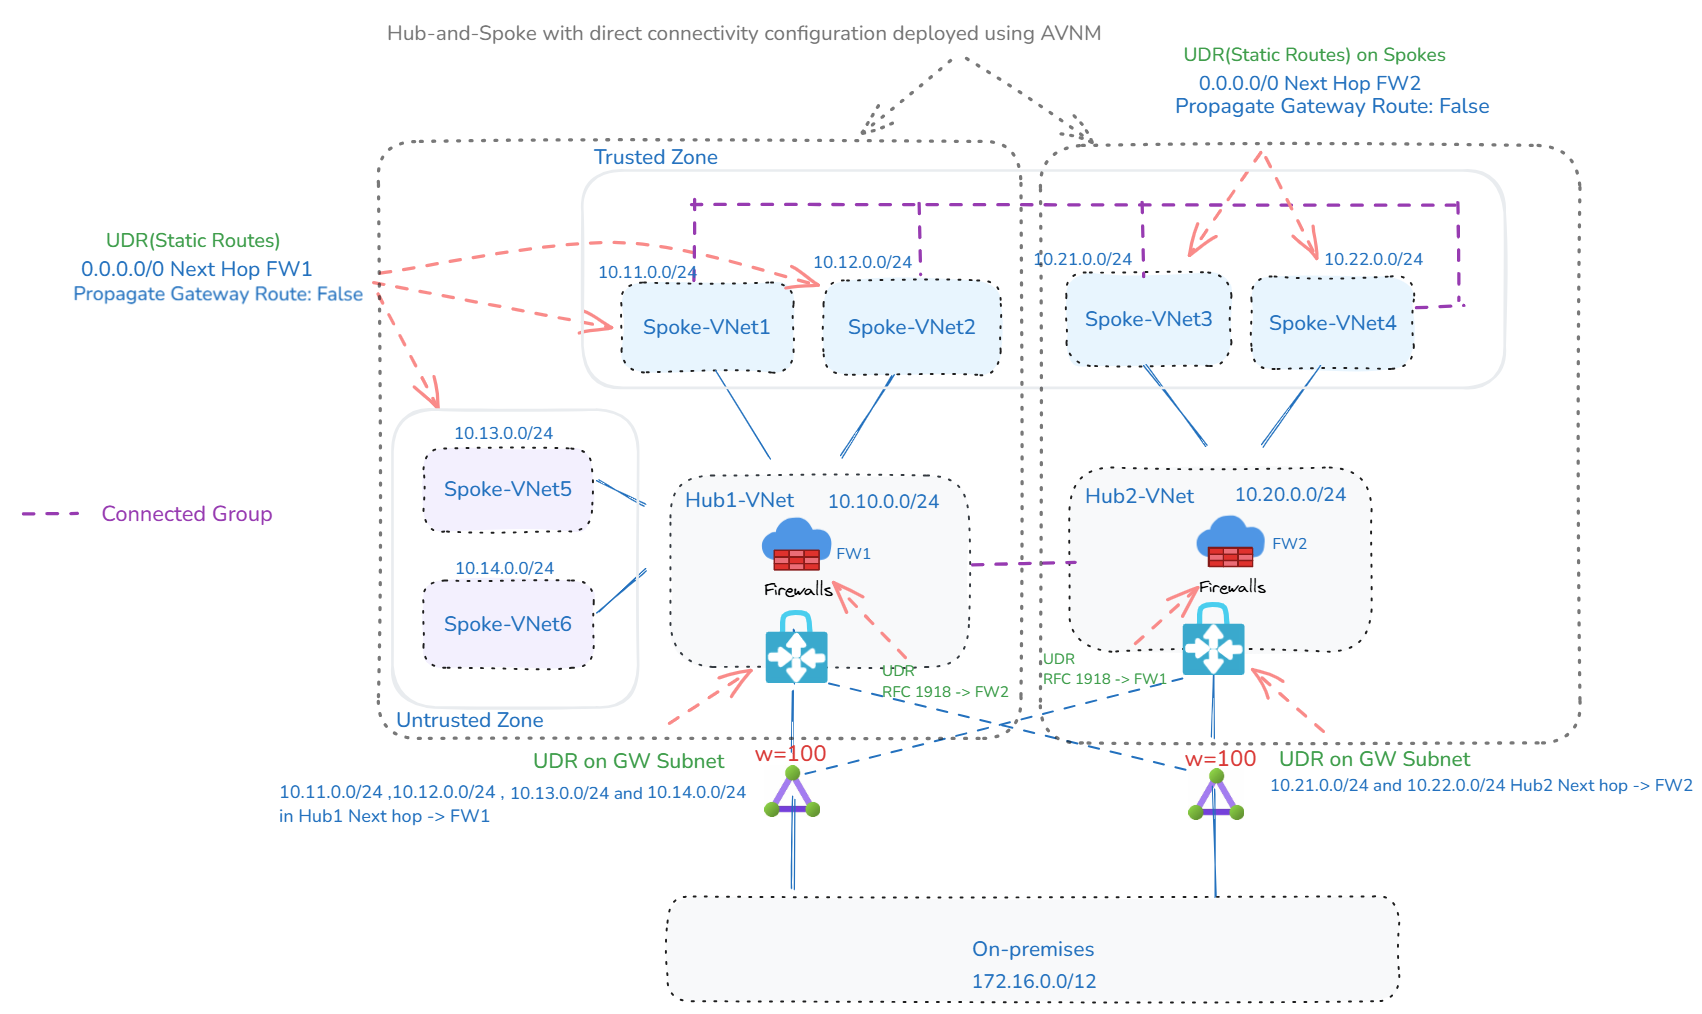 Hub-and-Spoke with direct connectivity configuration deployed using AVNM
UDR(Static Routes) on Spokes
0.0.0.0/0 Next Hop FW2
Propagate Gateway Route: False
Trusted Zone
UDR(Static Routes)
0.0.0.0/0 Next Hop FW1
Propagate Gateway Route: False
10.11.0.0/24
10.12.0.0/24
10.21.0.0/24
10.22.0.0/24
Spoke-VNet1
Spoke-VNet2
Spoke-VNet3
Spoke-VNet4
10.13.0.0/24
Spoke-VNet5
10.14.0.0/24
Spoke-VNet6
Untrusted Zone
Connected Group
Hub1-VNet
10.10.0.0/24
FW1
Firewalls
UDR
RFC 1918 -> FW2
Hub2-VNet
10.20.0.0/24
FW2
Firewalls
UDR
RFC 1918 -> FW1
w=100
w=100
UDR on GW Subnet
10.11.0.0/24 ,10.12.0.0/24 , 10.13.0.0/24 and 10.14.0.0/24
in Hub1 Next hop -> FW1
UDR on GW Subnet
10.21.0.0/24 and 10.22.0.0/24 Hub2 Next hop -> FW2
On-premises
172.16.0.0/12